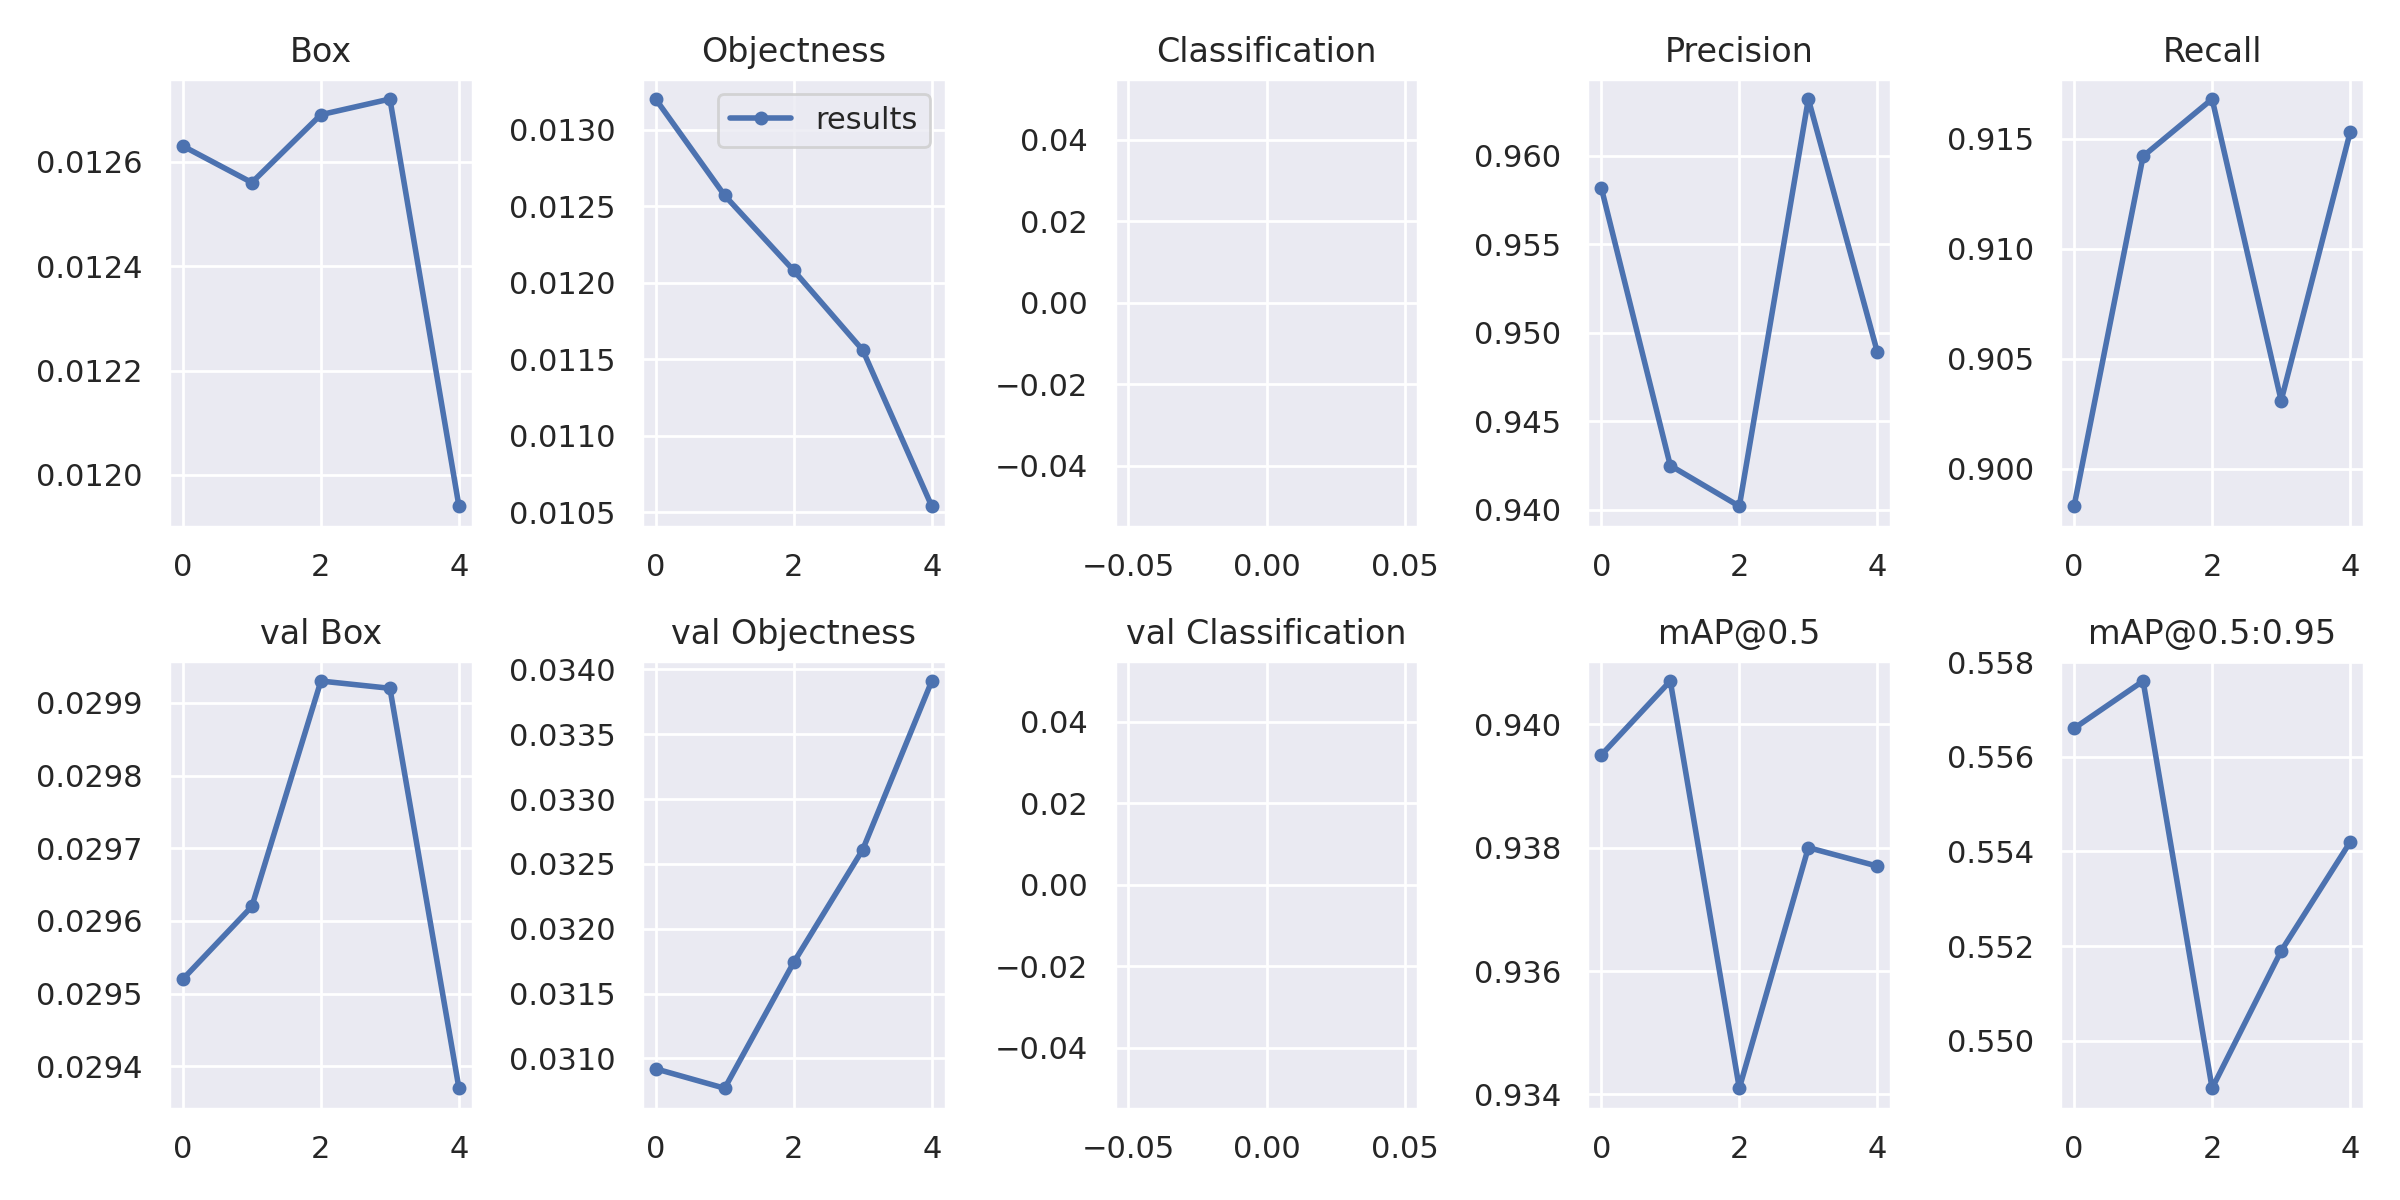 Box
Objectness
Classification
Precision
Recall
0.0126
0.0124
0.0122
0.0120
0 2 4
results
0.0130
0.0125
0.0120
0.0115
0.0110
0.0105
0 2 4
0.04
0.02
0.00
−0.02
−0.04
−0.05 0.00 0.05
0.960
0.955
0.950
0.945
0.940
0 2 4
0.915
0.910
0.905
0.900
0 2 4
val Box
val Objectness
val Classification
mAP@0.5
mAP@0.5:0.95
0.0299
0.0298
0.0297
0.0296
0.0295
0.0294
0 2 4
0.0340
0.0335
0.0330
0.0325
0.0320
0.0315
0.0310
0 2 4
0.04
0.02
0.00
−0.02
−0.04
−0.05 0.00 0.05
0.940
0.938
0.936
0.934
0 2 4
0.558
0.556
0.554
0.552
0.550
0 2 4